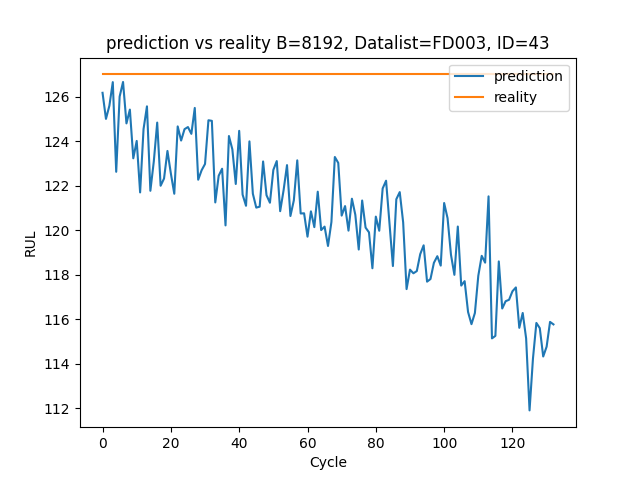 prediction vs reality B=8192, Datalist=FD003, ID=43
prediction
reality
RUL
126
124
122
120
118
116
114
112
0 20 40 60 80 100 120
Cycle